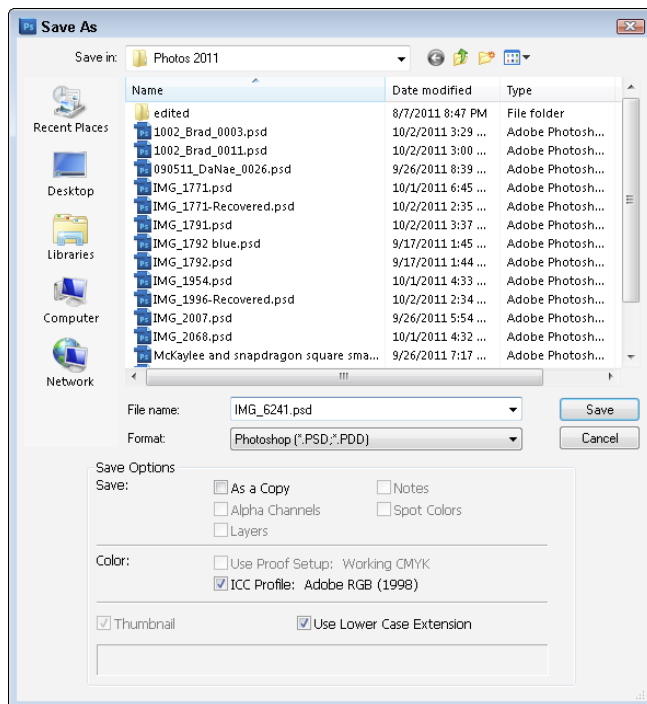 Ps Save As
Save in: Photos 2011
Name Date modified Type
edited 8/7/2011 8:47 PM File folder
1002_Brad_0003.psd 10/2/2011 3:29 ... Adobe Photosh...
1002_Brad_0011.psd 10/2/2011 3:00 ... Adobe Photosh...
090511_DaNae_0026.psd 9/26/2011 8:39 ... Adobe Photosh...
IMG_1771.psd 10/1/2011 6:45 ... Adobe Photosh...
IMG_1771-Recovered.psd 10/2/2011 2:35 ... Adobe Photosh...
IMG_1791.psd 10/2/2011 3:37 ... Adobe Photosh...
IMG_1792 blue.psd 9/17/2011 1:45 ... Adobe Photosh...
IMG_1792.psd 9/17/2011 1:44 ... Adobe Photosh...
IMG_1954.psd 10/1/2011 4:33 ... Adobe Photosh...
IMG_1996-Recovered.psd 10/2/2011 2:34 ... Adobe Photosh...
IMG_2007.psd 9/26/2011 5:54 ... Adobe Photosh...
IMG_2068.psd 10/1/2011 4:32 ... Adobe Photosh...
McKaylee and snapdragon square sma... 9/26/2011 7:17 ... Adobe Photosh...
Recent Places
Desktop
Libraries
Computer
Network
File name: IMG_6241.psd Save
Format: Photoshop (*.PSD;*.PDD) Cancel
Save Options
Save: As a Copy Notes
Alpha Channels Spot Colors
Layers
Color: Use Proof Setup: Working CMYK
ICC Profile: Adobe RGB (1998)
Thumbnail Use Lower Case Extension